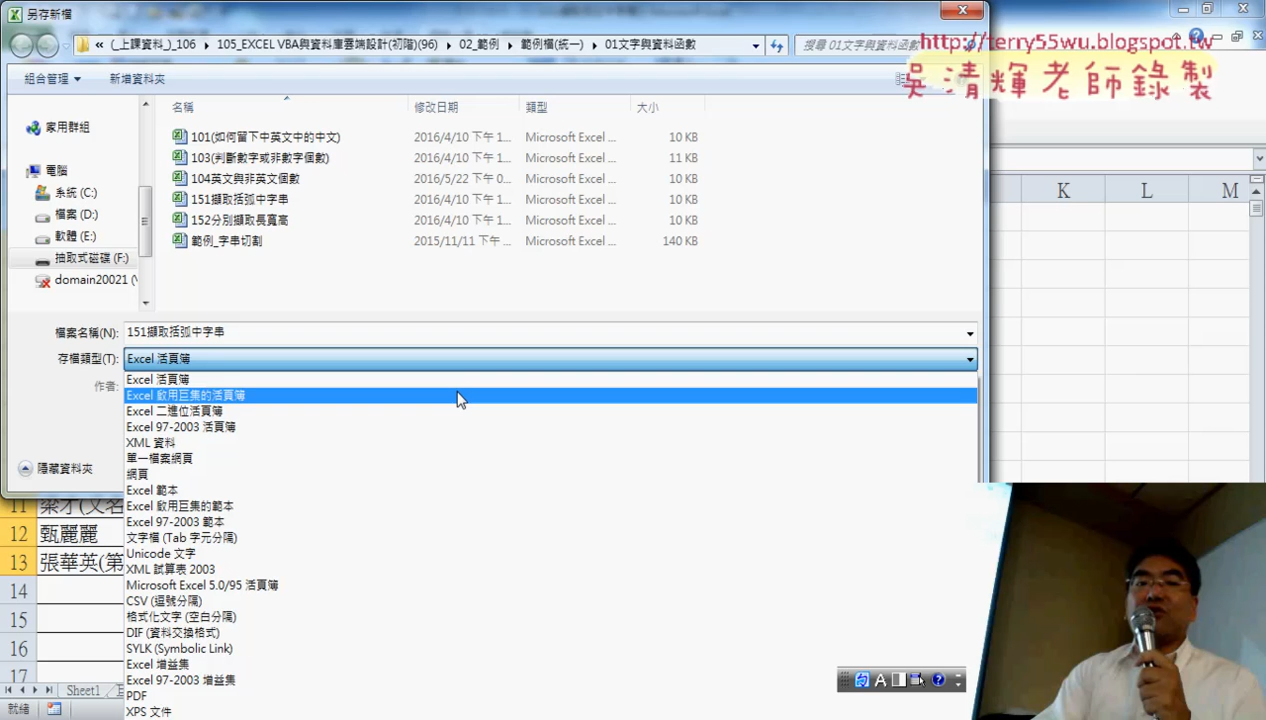 另存新檔
« (_上課資料_)_106 ▸ 105_EXCEL VBA與資料庫雲端設計(初階)(96) ▸ 02_範例 ▸ 範例檔(統一) ▸ 01文字與資料函數
搜尋 01文字與資料函數
http://terry55wu.blogspot.tw
吳清輝老師錄製
組合管理 新增資料夾
名稱 修改日期 類型 大小
家用群組
電腦
系統 (C:)
檔案 (D:)
軟體 (E:)
抽取式磁碟 (F:)
domain20021 (\
101(如何留下中英文中的中文) 2016/4/10 下午 1... Microsoft Excel ... 10 KB
103(判斷數字或非數字個數) 2016/4/10 下午 1... Microsoft Excel ... 11 KB
104英文與非英文個數 2016/5/22 下午 0... Microsoft Excel ... 10 KB
151擷取括弧中字串 2016/4/10 下午 1... Microsoft Excel ... 10 KB
152分別擷取長寬高 2016/4/10 下午 1... Microsoft Excel ... 10 KB
範例_字串切割 2015/11/11 下午 ... Microsoft Excel ... 140 KB
檔案名稱(N): 151擷取括弧中字串
存檔類型(T): Excel 活頁簿
作者:
隱藏資料夾
Excel 活頁簿
Excel 啟用巨集的活頁簿
Excel 二進位活頁簿
Excel 97-2003 活頁簿
XML 資料
單一檔案網頁
網頁
Excel 範本
Excel 啟用巨集的範本
Excel 97-2003 範本
文字檔 (Tab 字元分隔)
Unicode 文字
XML 試算表 2003
Microsoft Excel 5.0/95 活頁簿
CSV (逗號分隔)
格式化文字 (空白分隔)
DIF (資料交換格式)
SYLK (Symbolic Link)
Excel 增益集
Excel 97-2003 增益集
PDF
XPS 文件
K L M
11 梁才(艾名
12 甄麗麗
13 張華英(第
14
15
16
17
Sheet1
就緒
A